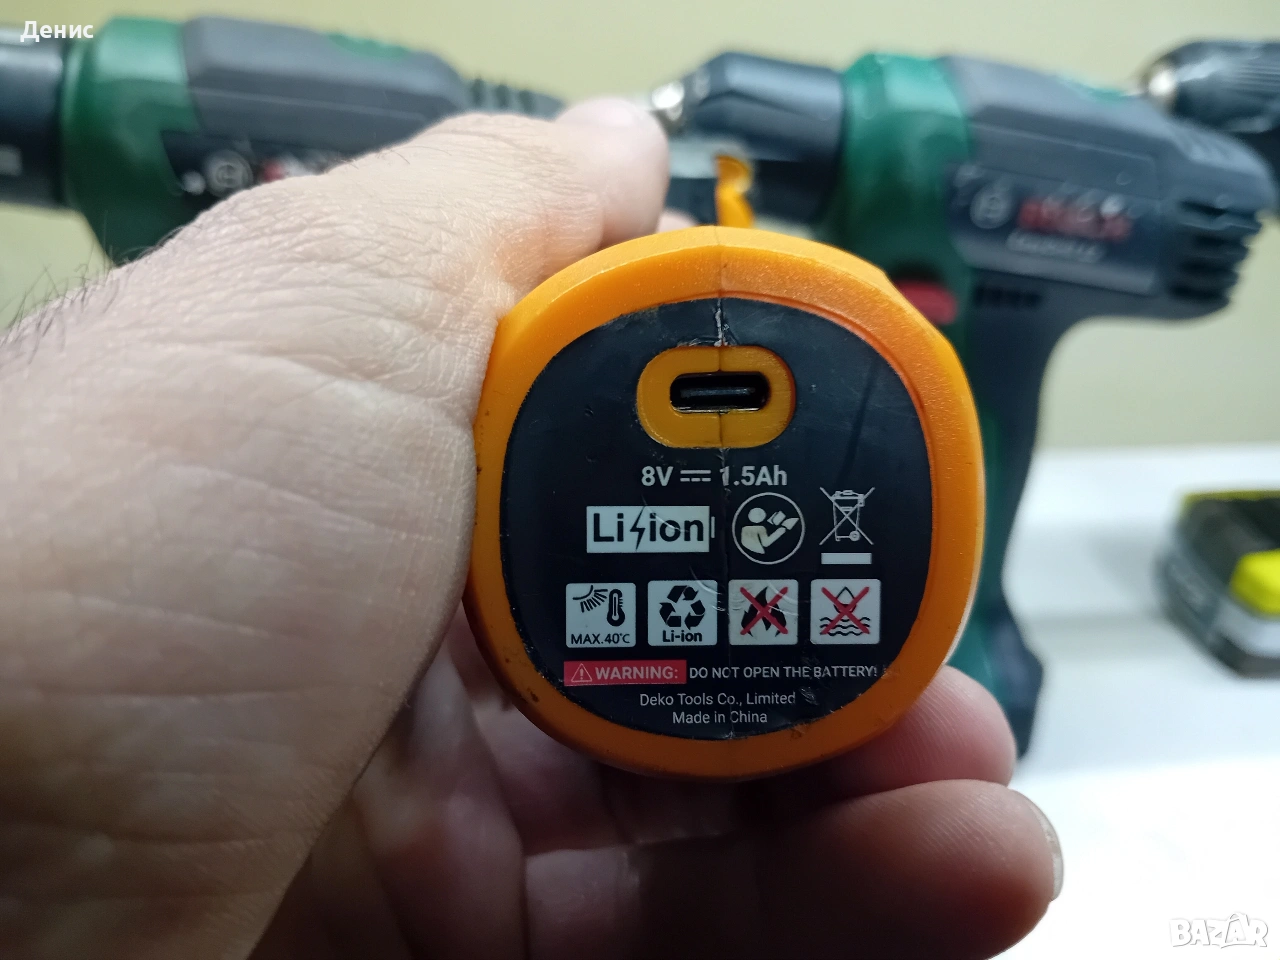 Денис
8V 1.5Ah
Li-ion
MAX.40°C
Li-ion
WARNING: DO NOT OPEN THE BATTERY!
Deko Tools Co., Limited
Made in China
BAZAR